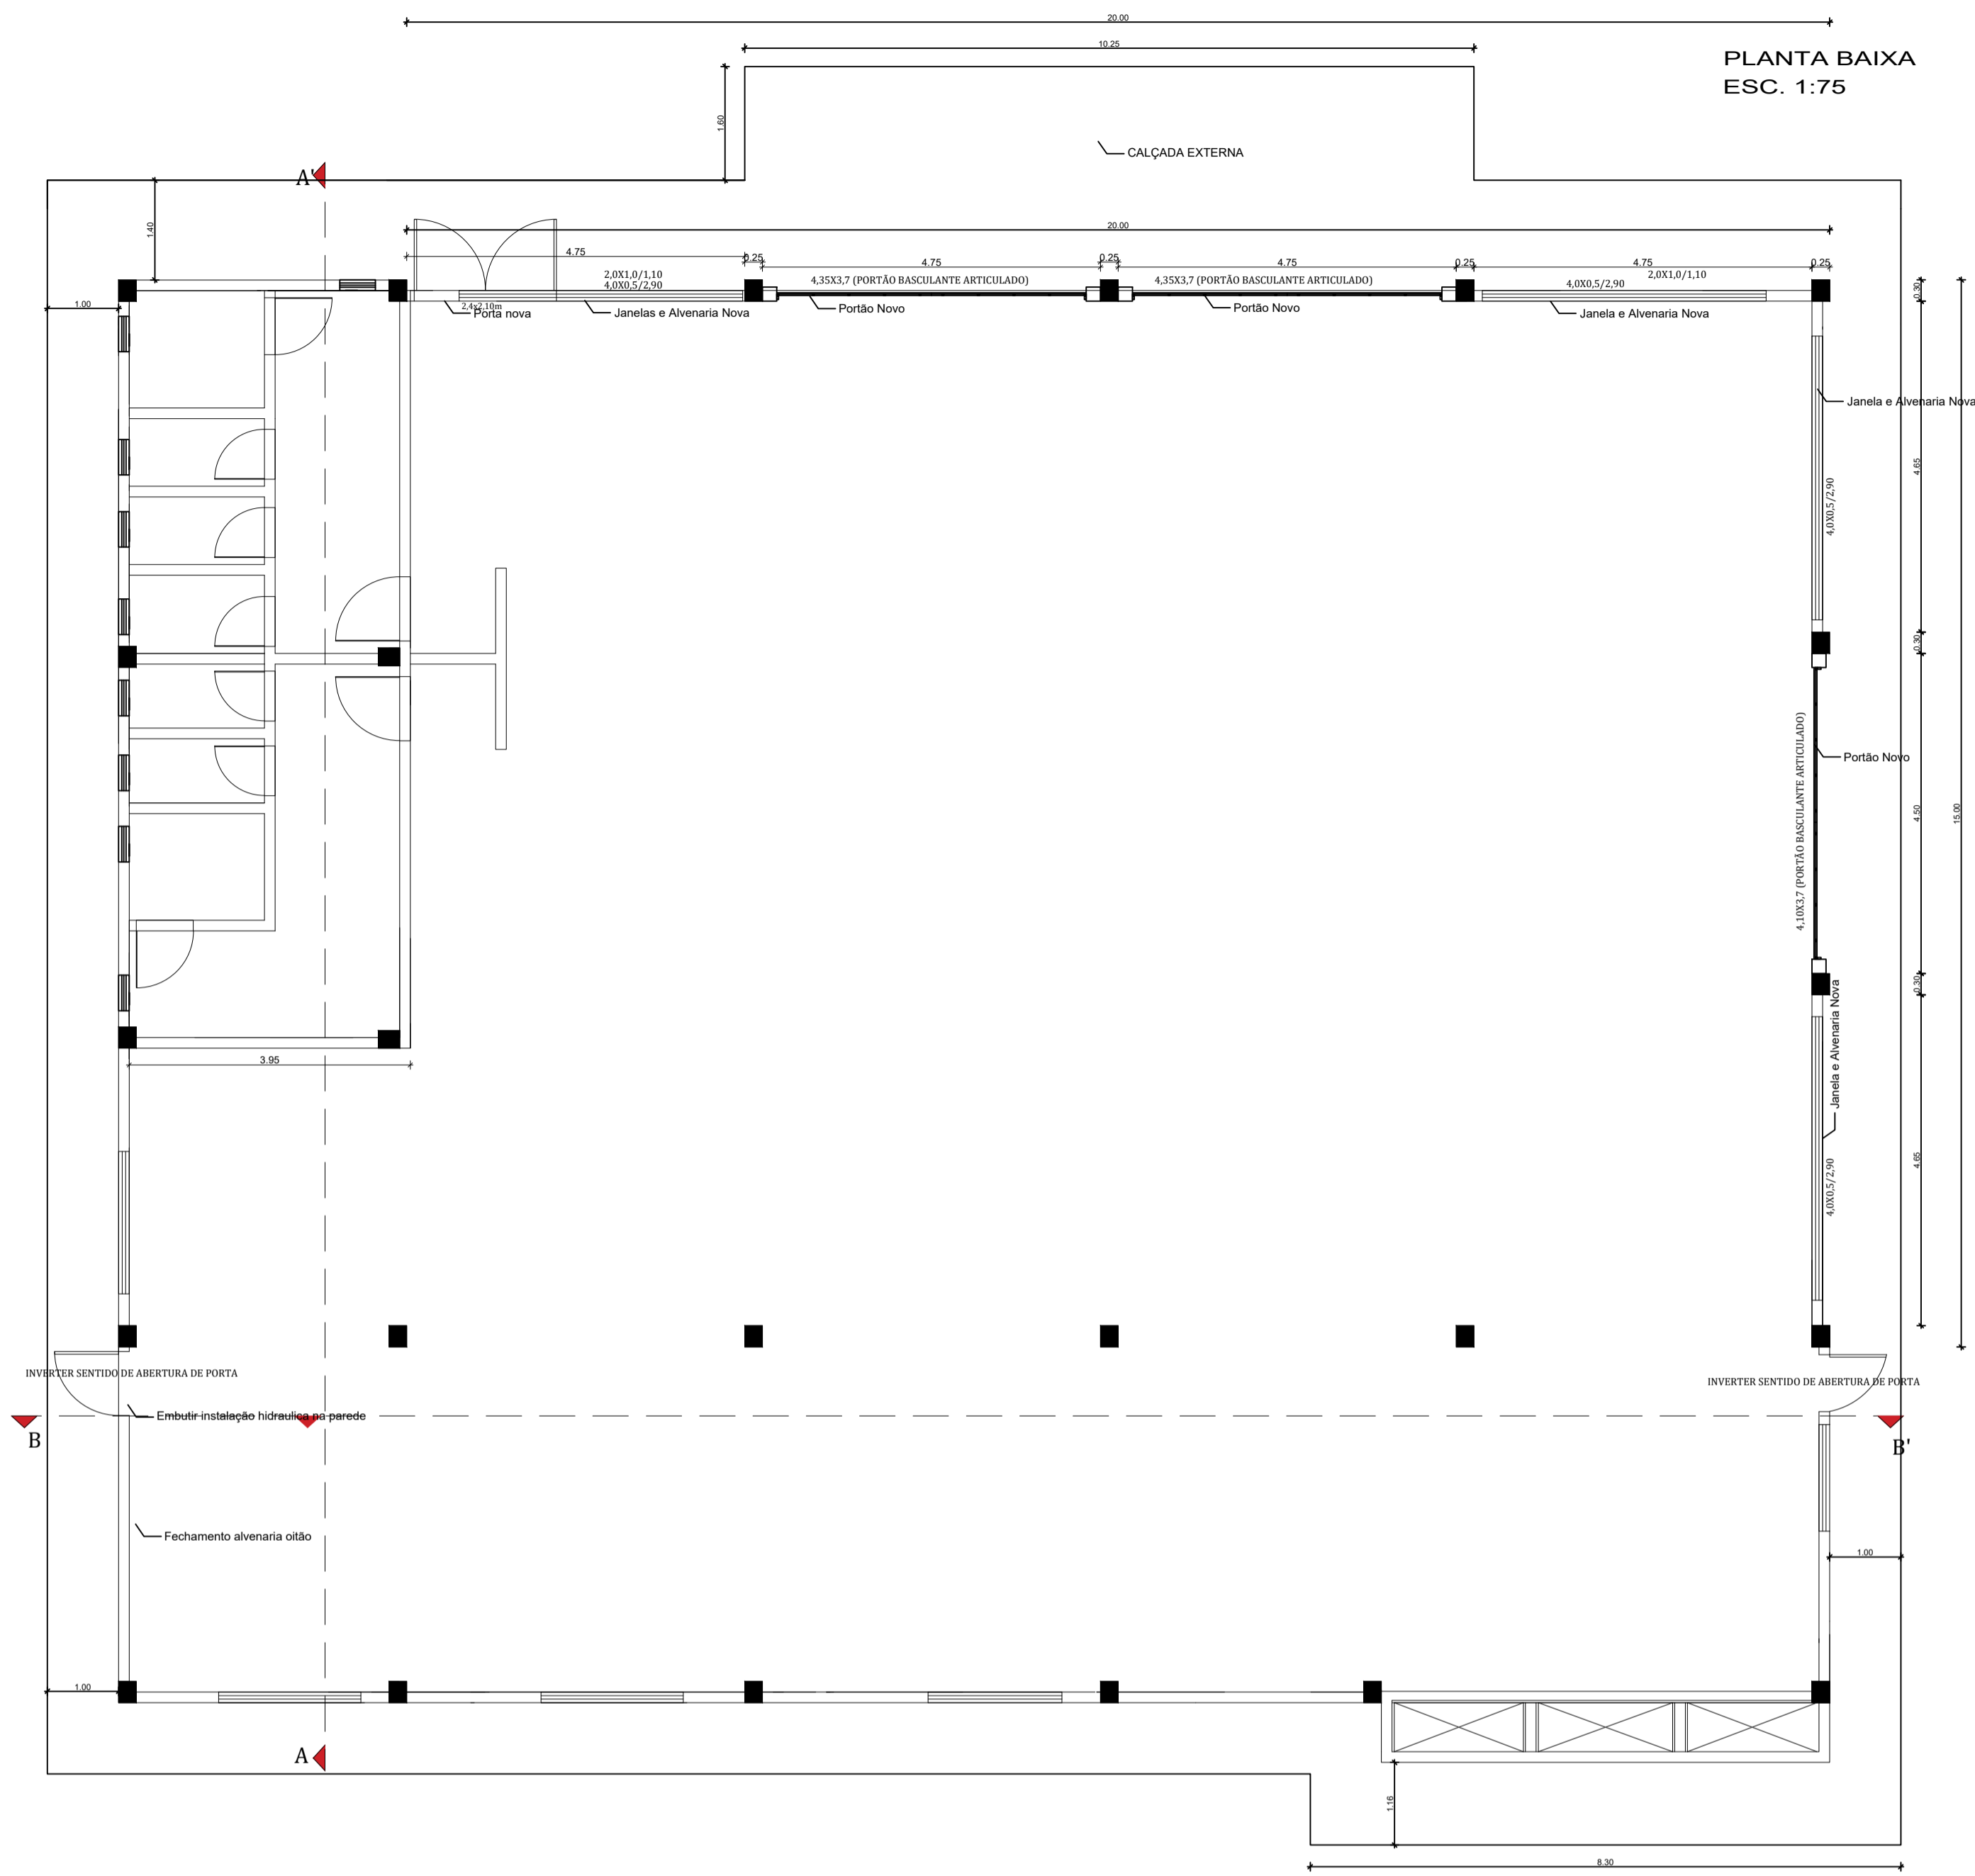 20.00
10.25
PLANTA BAIXA
ESC. 1:75
1.60
CALÇADA EXTERNA
A'
1.40
20.00
4.75
0.25
4.75
0.25
4.75
0.25
4.75
0.25
2,0X1,0/1,10
4,0X0,5/2,90
4,35X3,7 (PORTÃO BASCULANTE ARTICULADO)
4,35X3,7 (PORTÃO BASCULANTE ARTICULADO)
2,0X1,0/1,10
4,0X0,5/2,90
0.30
1.00
2,4x2,10m
Porta nova
Janelas e Alvenaria Nova
Portão Novo
Portão Novo
Janela e Alvenaria Nova
Janela e Alvenaria Nova
4.65
4,0X0,5/2,90
0.30
4,10X3,7 (PORTÃO BASCULANTE ARTICULADO)
Portão Novo
4.50
15.00
0.30
Janela e Alvenaria Nova
3.95
4.65
4,0X0,5/2,90
INVERTER SENTIDO DE ABERTURA DE PORTA
INVERTER SENTIDO DE ABERTURA DE PORTA
Embutir instalação hidraulica na parede
B
B'
Fechamento alvenaria oitão
1.00
1.00
A
1.16
8.30